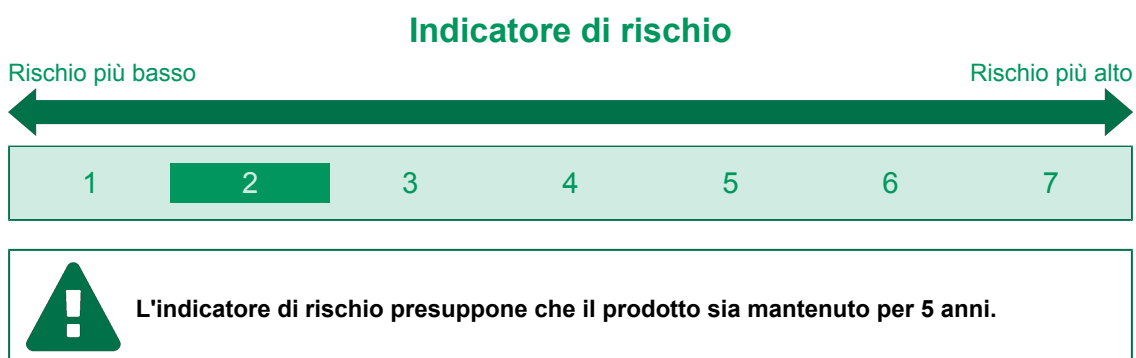 Indicatore di rischio
Rischio più basso
Rischio più alto
1 2 3 4 5 6 7
L'indicatore di rischio presuppone che il prodotto sia mantenuto per 5 anni.